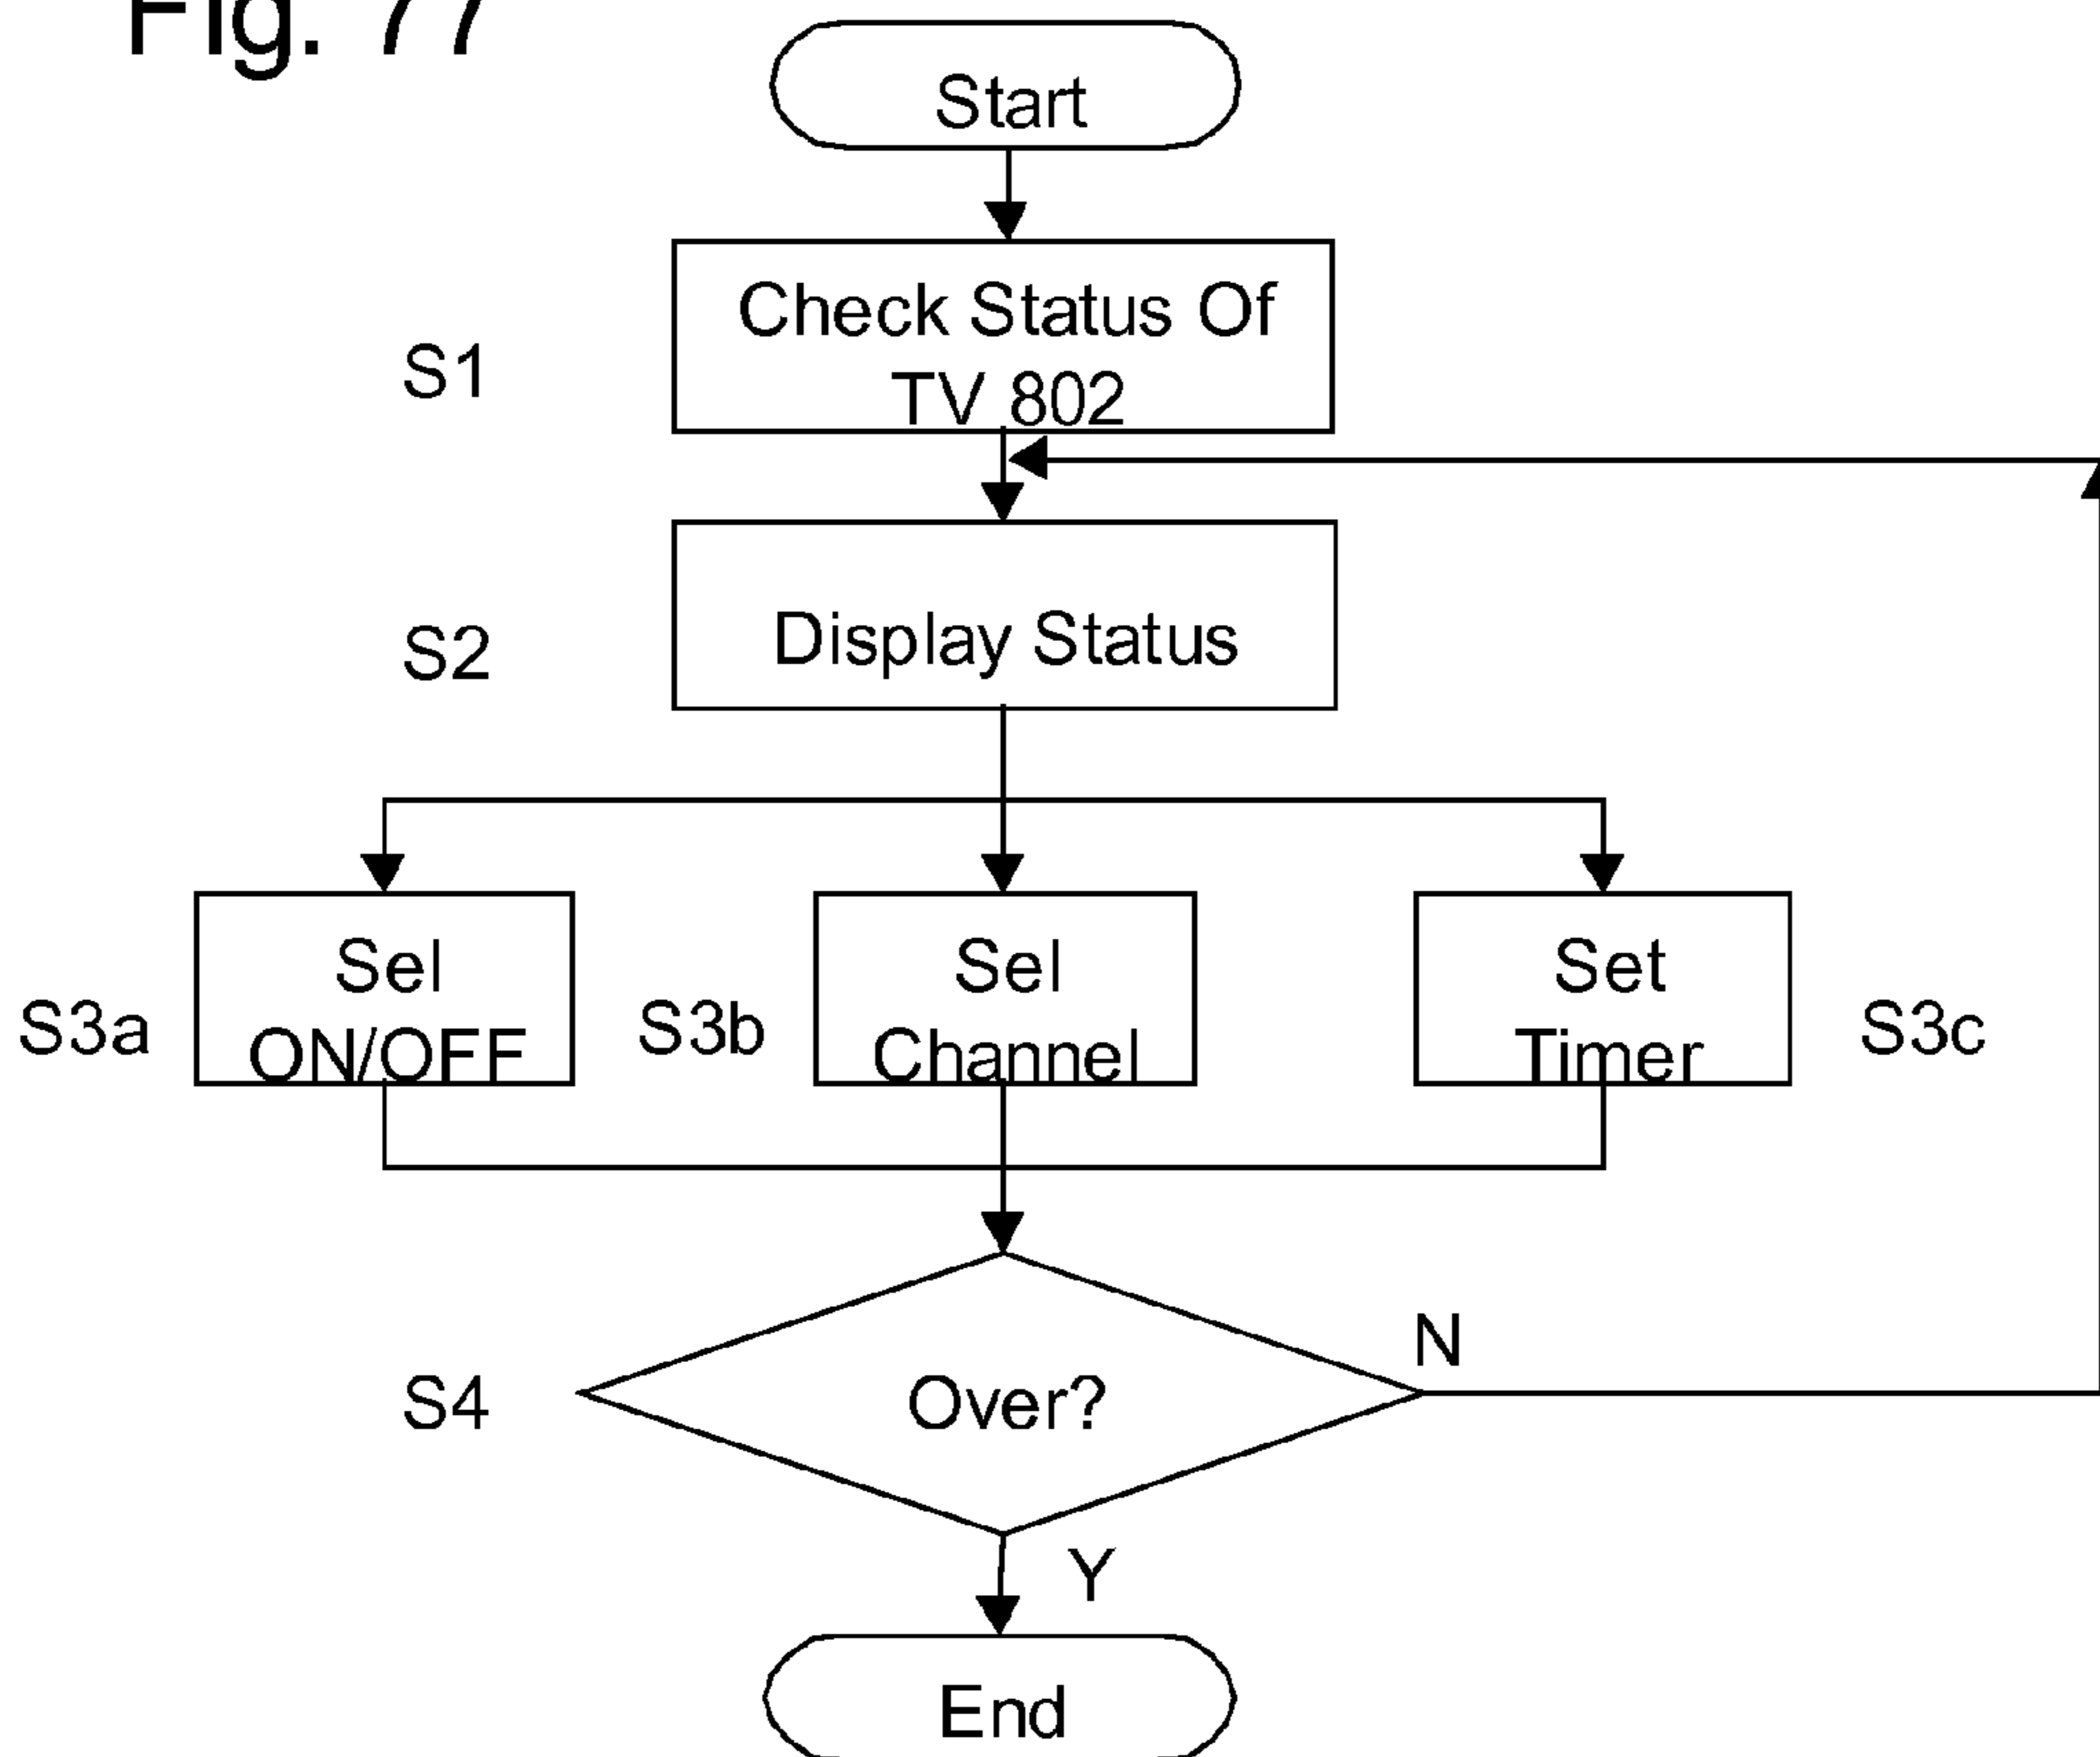 Fig. 77
Start
S1
Check Status Of
TV 802
S2
Display Status
S3a
Sel
ON/OFF
S3b
Sel
Channel
Set
Timer
S3c
S4
Over?
N
Y
End